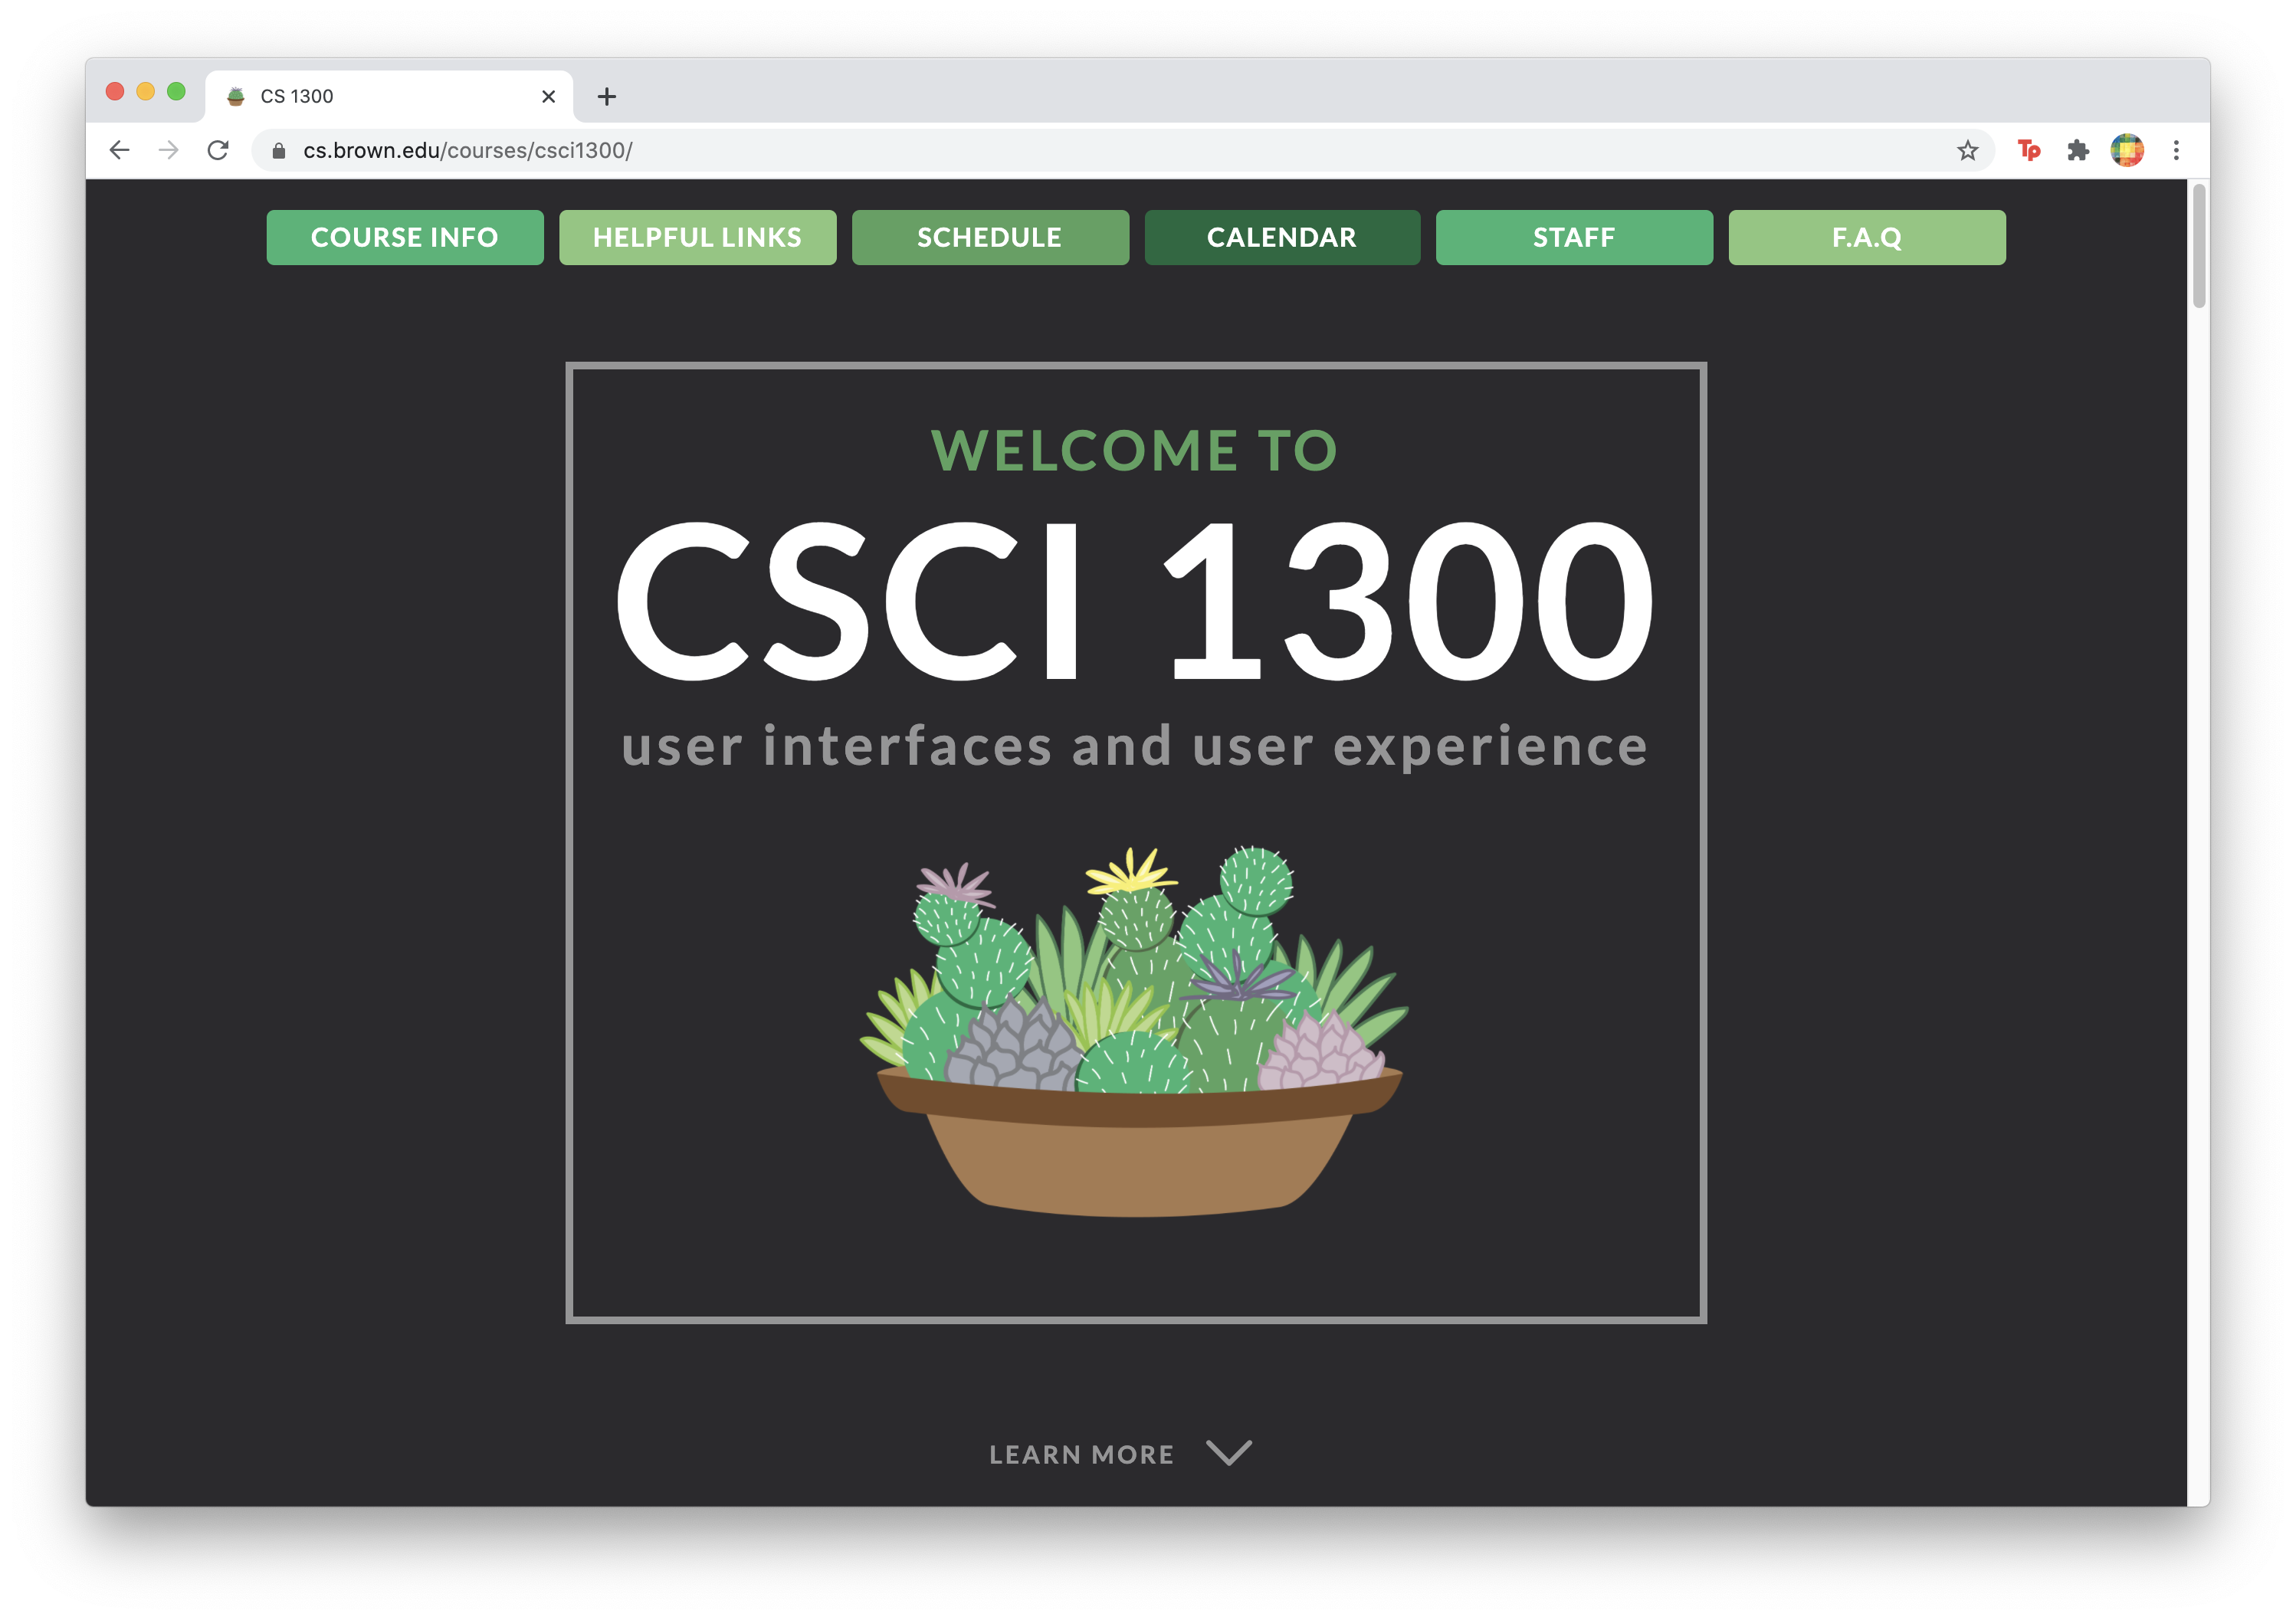 CS 1300
cs.brown.edu/courses/csci1300/
Tp
COURSE INFO
HELPFUL LINKS
SCHEDULE
CALENDAR
STAFF
F.A.Q
WELCOME TO
CSCI 1300
user interfaces and user experience
LEARN MORE